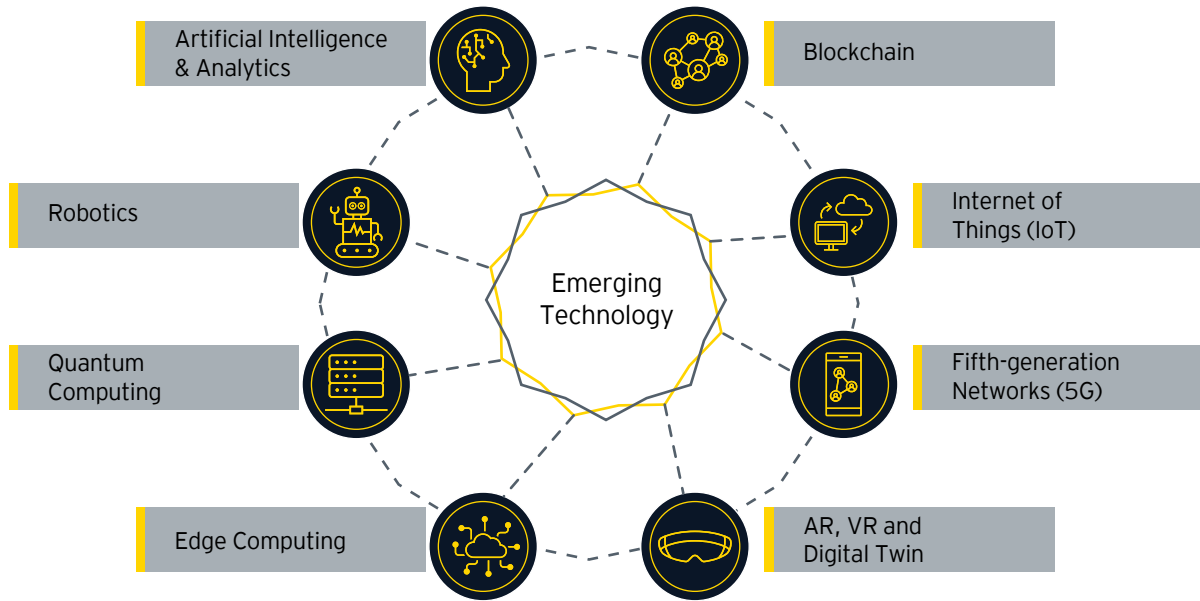 Artificial Intelligence
& Analytics
Blockchain
Robotics
Internet of
Things (IoT)
Emerging
Technology
Quantum
Computing
Fifth-generation
Networks (5G)
Edge Computing
AR, VR and
Digital Twin